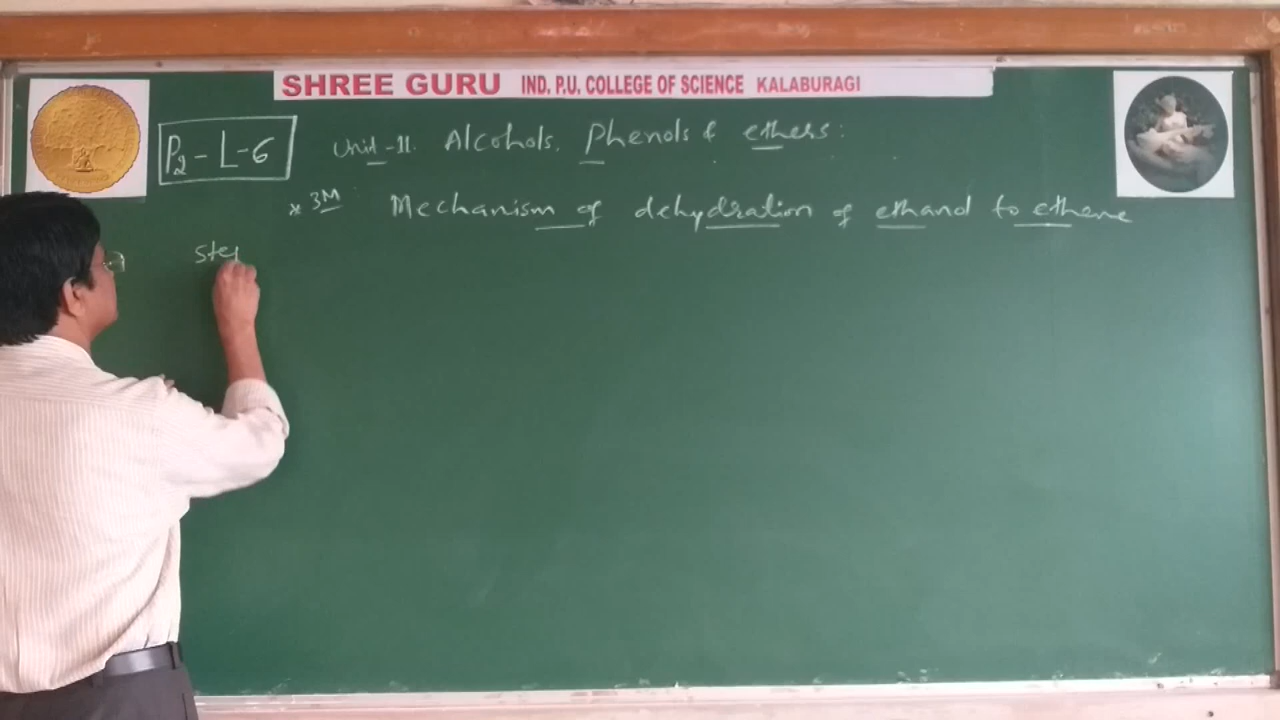 SHREE GURU IND. P.U. COLLEGE OF SCIENCE KALABURAGI
P2 - L - 6
Unit - 11. Alcohols, Phenols & ethers:
* 3M Mechanism of dehydration of ethanol to ethene
Step